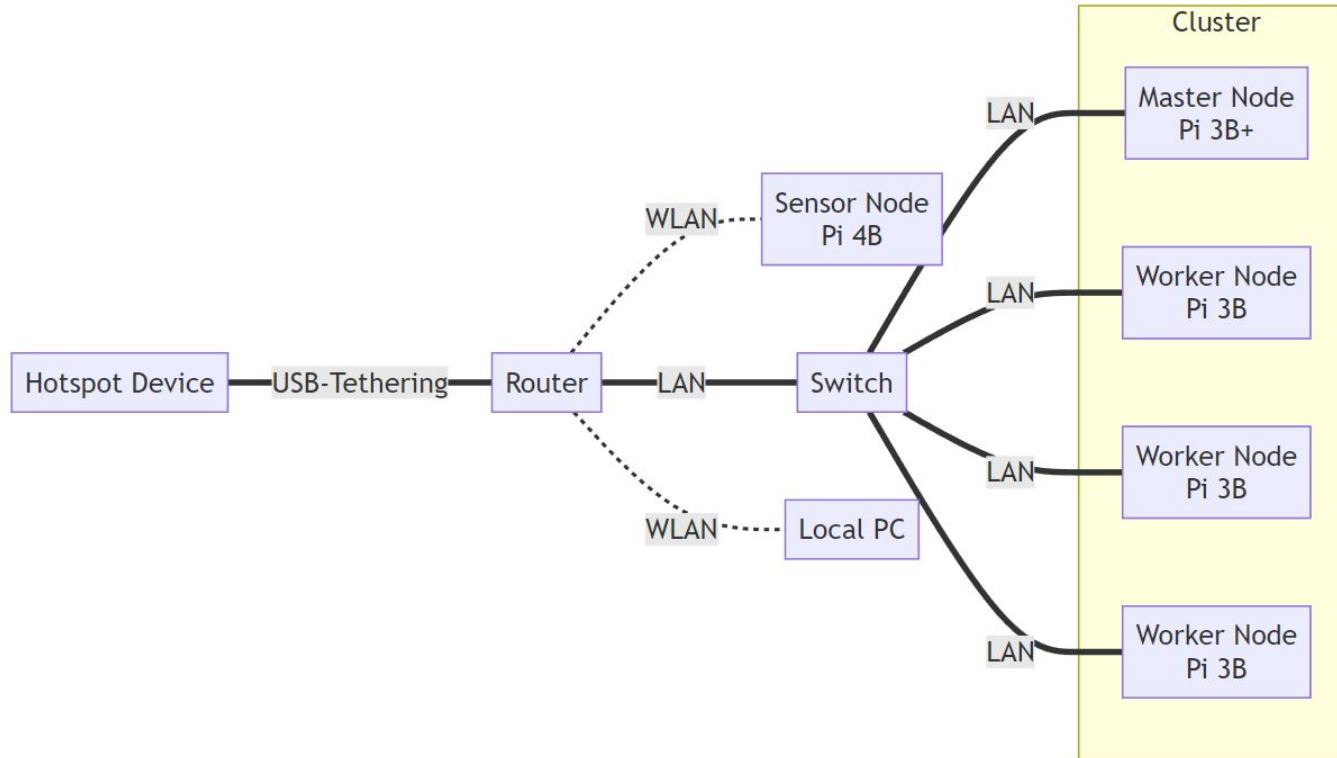 Cluster
Master Node
Pi 3B+
LAN
Sensor Node
Pi 4B
WLAN
Worker Node
Pi 3B
LAN
Hotspot Device
USB-Tethering
Router
LAN
Switch
Worker Node
Pi 3B
LAN
WLAN
Local PC
Worker Node
Pi 3B
LAN